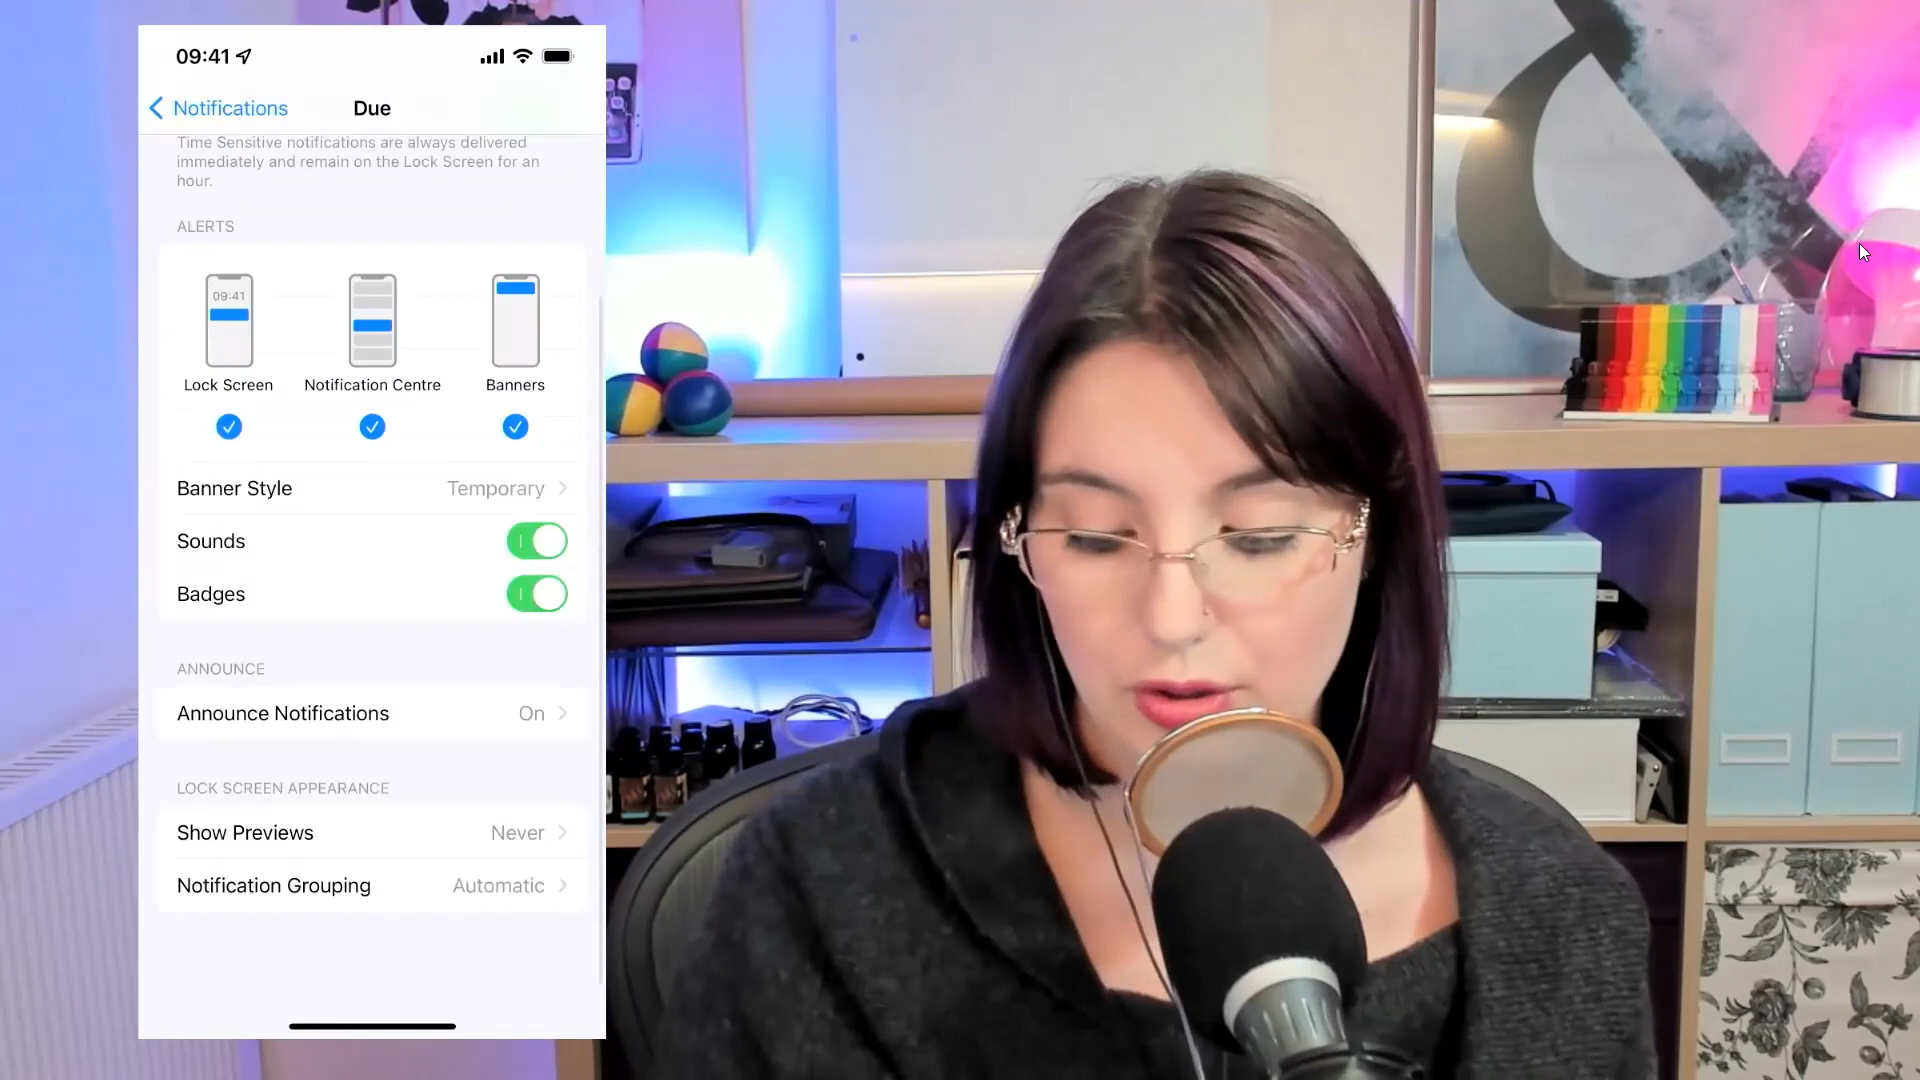 09:41
Notifications
Due
Time Sensitive notifications are always delivered
immediately and remain on the Lock Screen for an
hour.
ALERTS
09:41
Lock Screen
Notification Centre
Banners
Banner Style
Temporary
Sounds
Badges
ANNOUNCE
Announce Notifications
On
LOCK SCREEN APPEARANCE
Show Previews
Never
Notification Grouping
Automatic